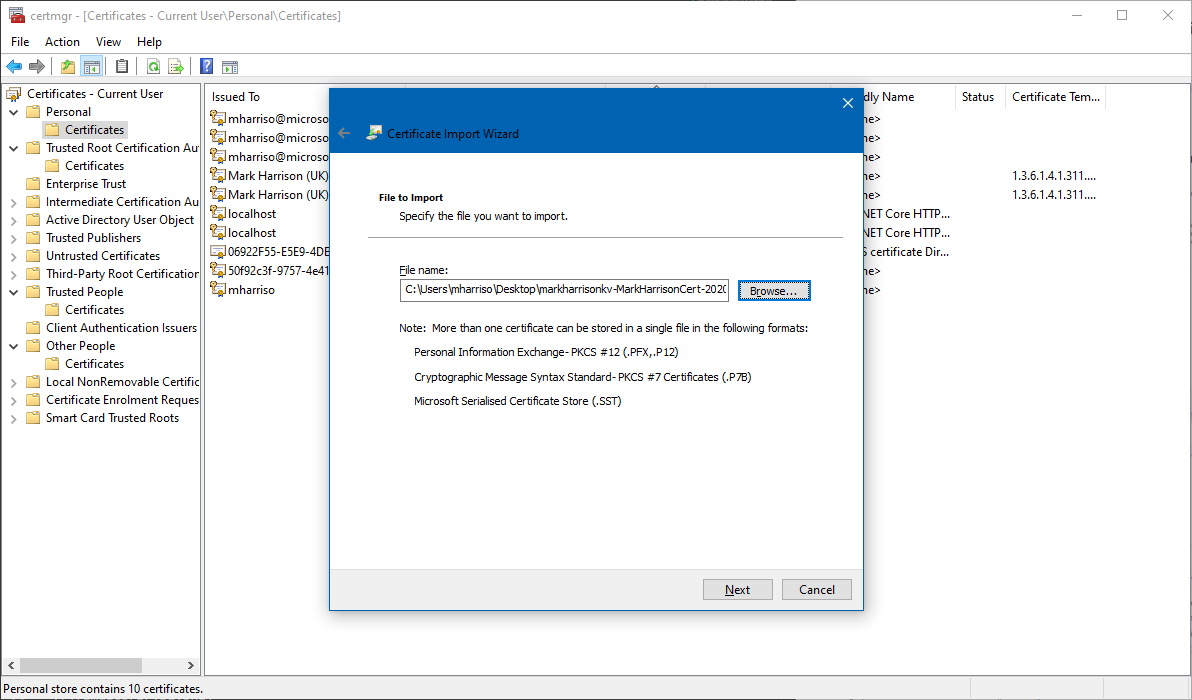 certmgr - [Certificates - Current User\Personal\Certificates]
File Action View Help
Certificates - Current User
Personal
Certificates
Trusted Root Certification Au
Certificates
Enterprise Trust
Intermediate Certification Au
Active Directory User Object
Trusted Publishers
Untrusted Certificates
Third-Party Root Certification
Trusted People
Certificates
Client Authentication Issuers
Other People
Certificates
Local NonRemovable Certific
Certificate Enrolment Reques
Smart Card Trusted Roots
Issued To
mharriso@microso
mharriso@microso
mharriso@microso
Mark Harrison (UK)
Mark Harrison (UK)
localhost
localhost
06922F55-E5E9-4DB
50f92c3f-9757-4e41
mharriso
Certificate Import Wizard
File to Import
Specify the file you want to import.
File name:
C:\Users\mharriso\Desktop\markharrisonkv-MarkHarrisonCert-2020
Browse...
Note: More than one certificate can be stored in a single file in the following formats:
Personal Information Exchange- PKCS #12 (.PFX,.P12)
Cryptographic Message Syntax Standard- PKCS #7 Certificates (.P7B)
Microsoft Serialised Certificate Store (.SST)
Next Cancel
dly Name Status Certificate Tem...
ne>
ne>
ne>
ne> 1.3.6.1.4.1.311....
ne> 1.3.6.1.4.1.311....
NET Core HTTP...
NET Core HTTP...
S certificate Dir...
ne>
ne>
Personal store contains 10 certificates.